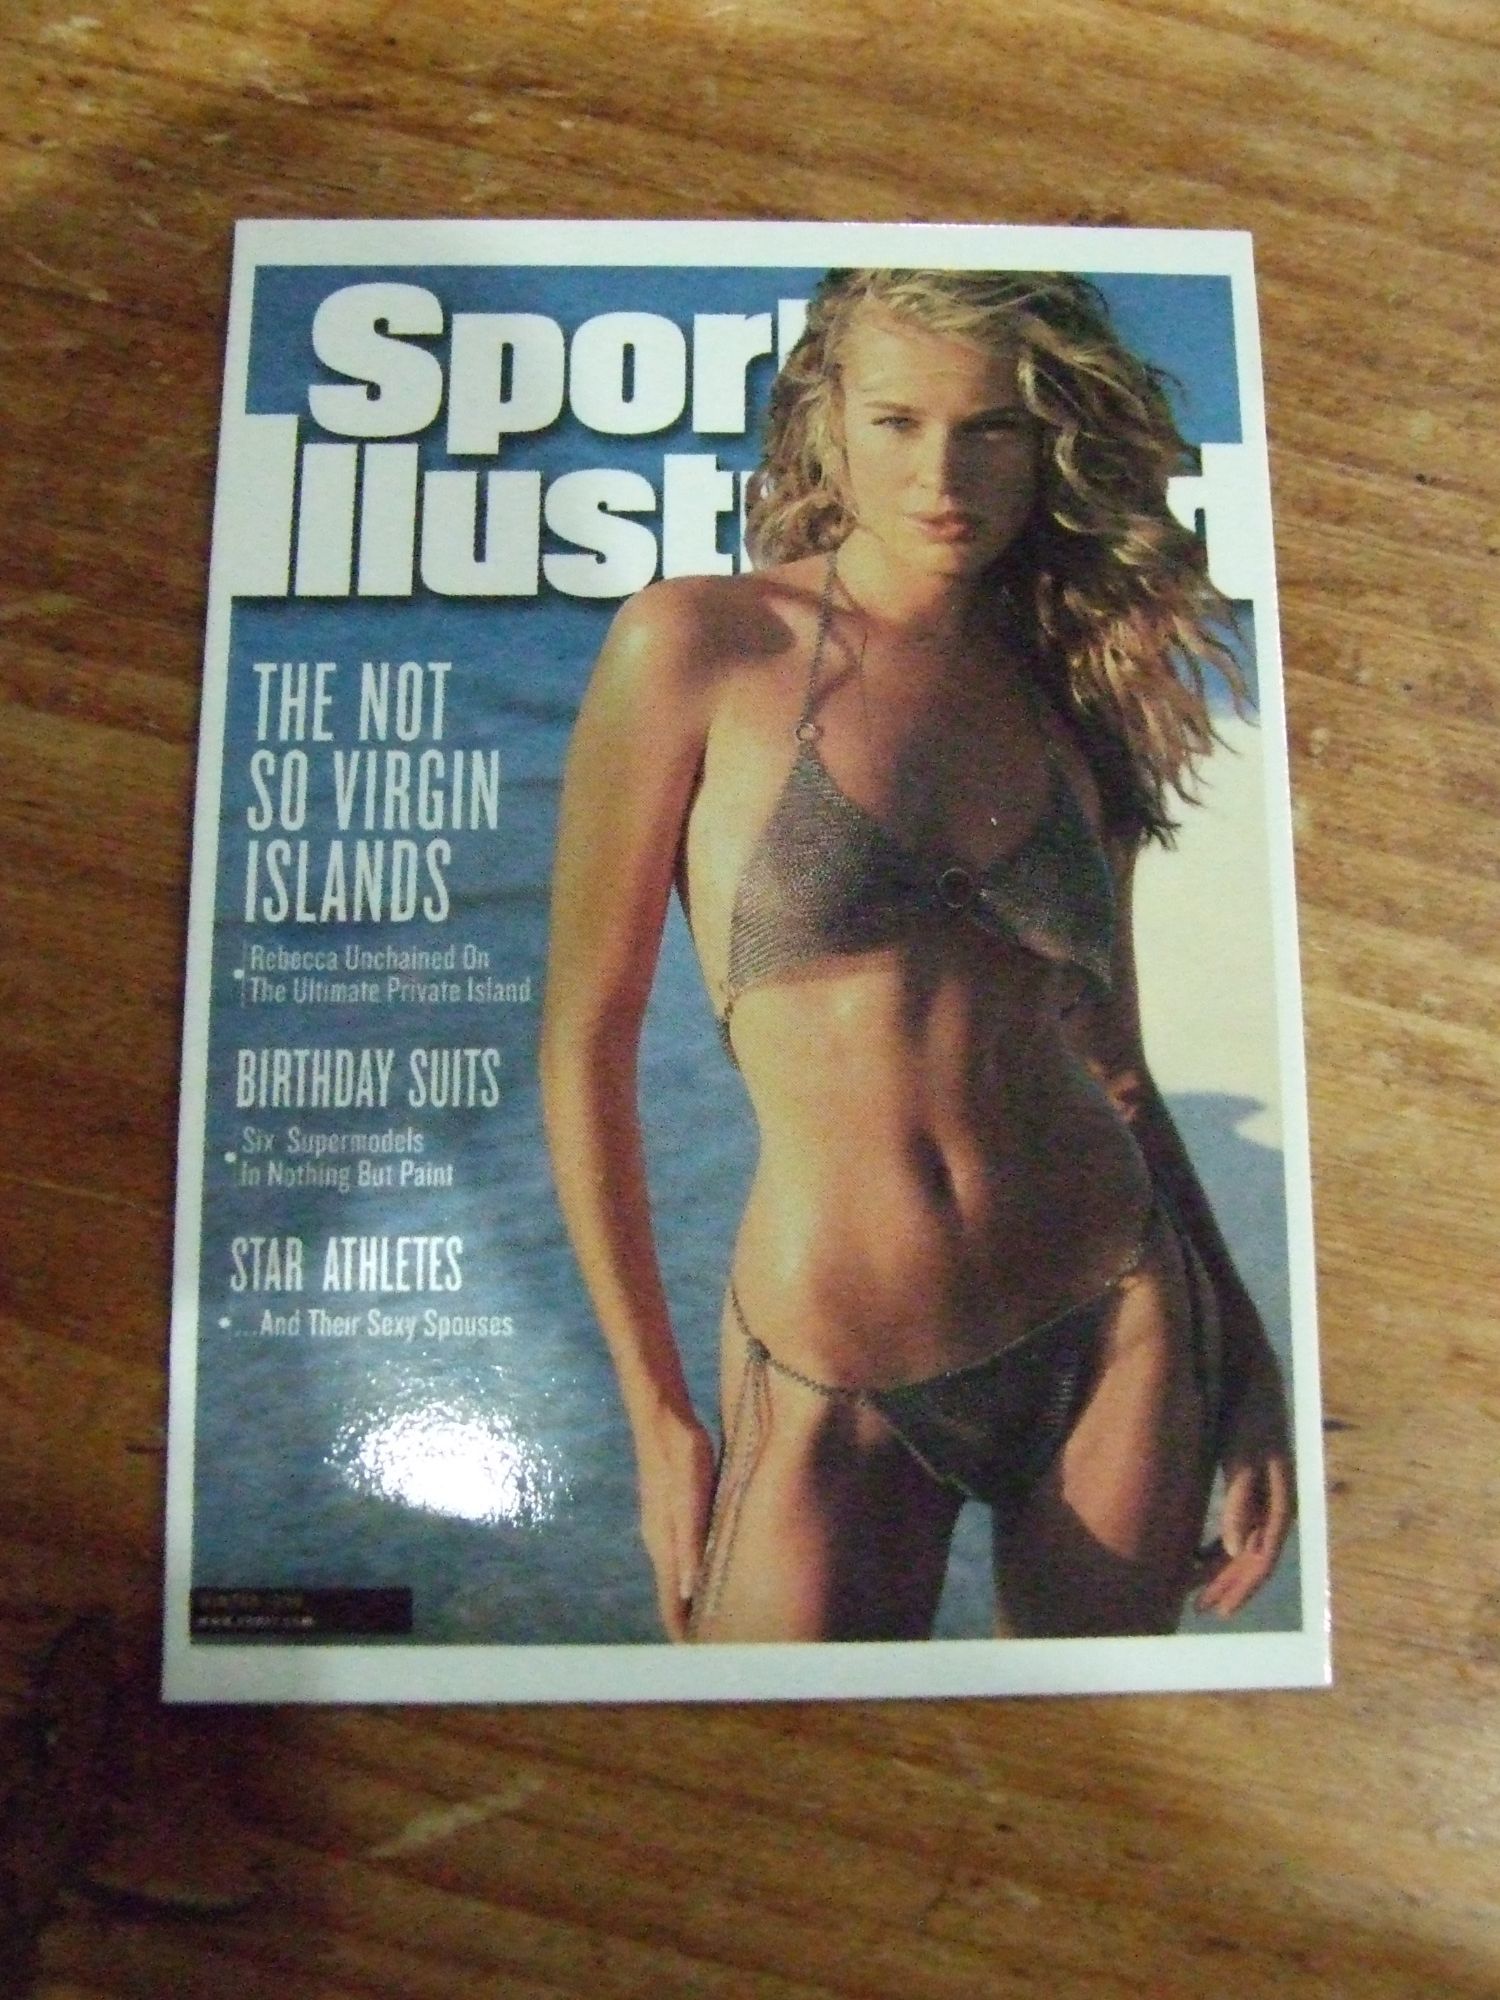 Spor
Illust d
THE NOT
SO VIRGIN
ISLANDS
Rebecca Unchained On
The Ultimate Private Island
BIRTHDAY SUITS
Six Supermodels
In Nothing But Paint
STAR ATHLETES
...And Their Sexy Spouses
WINTER